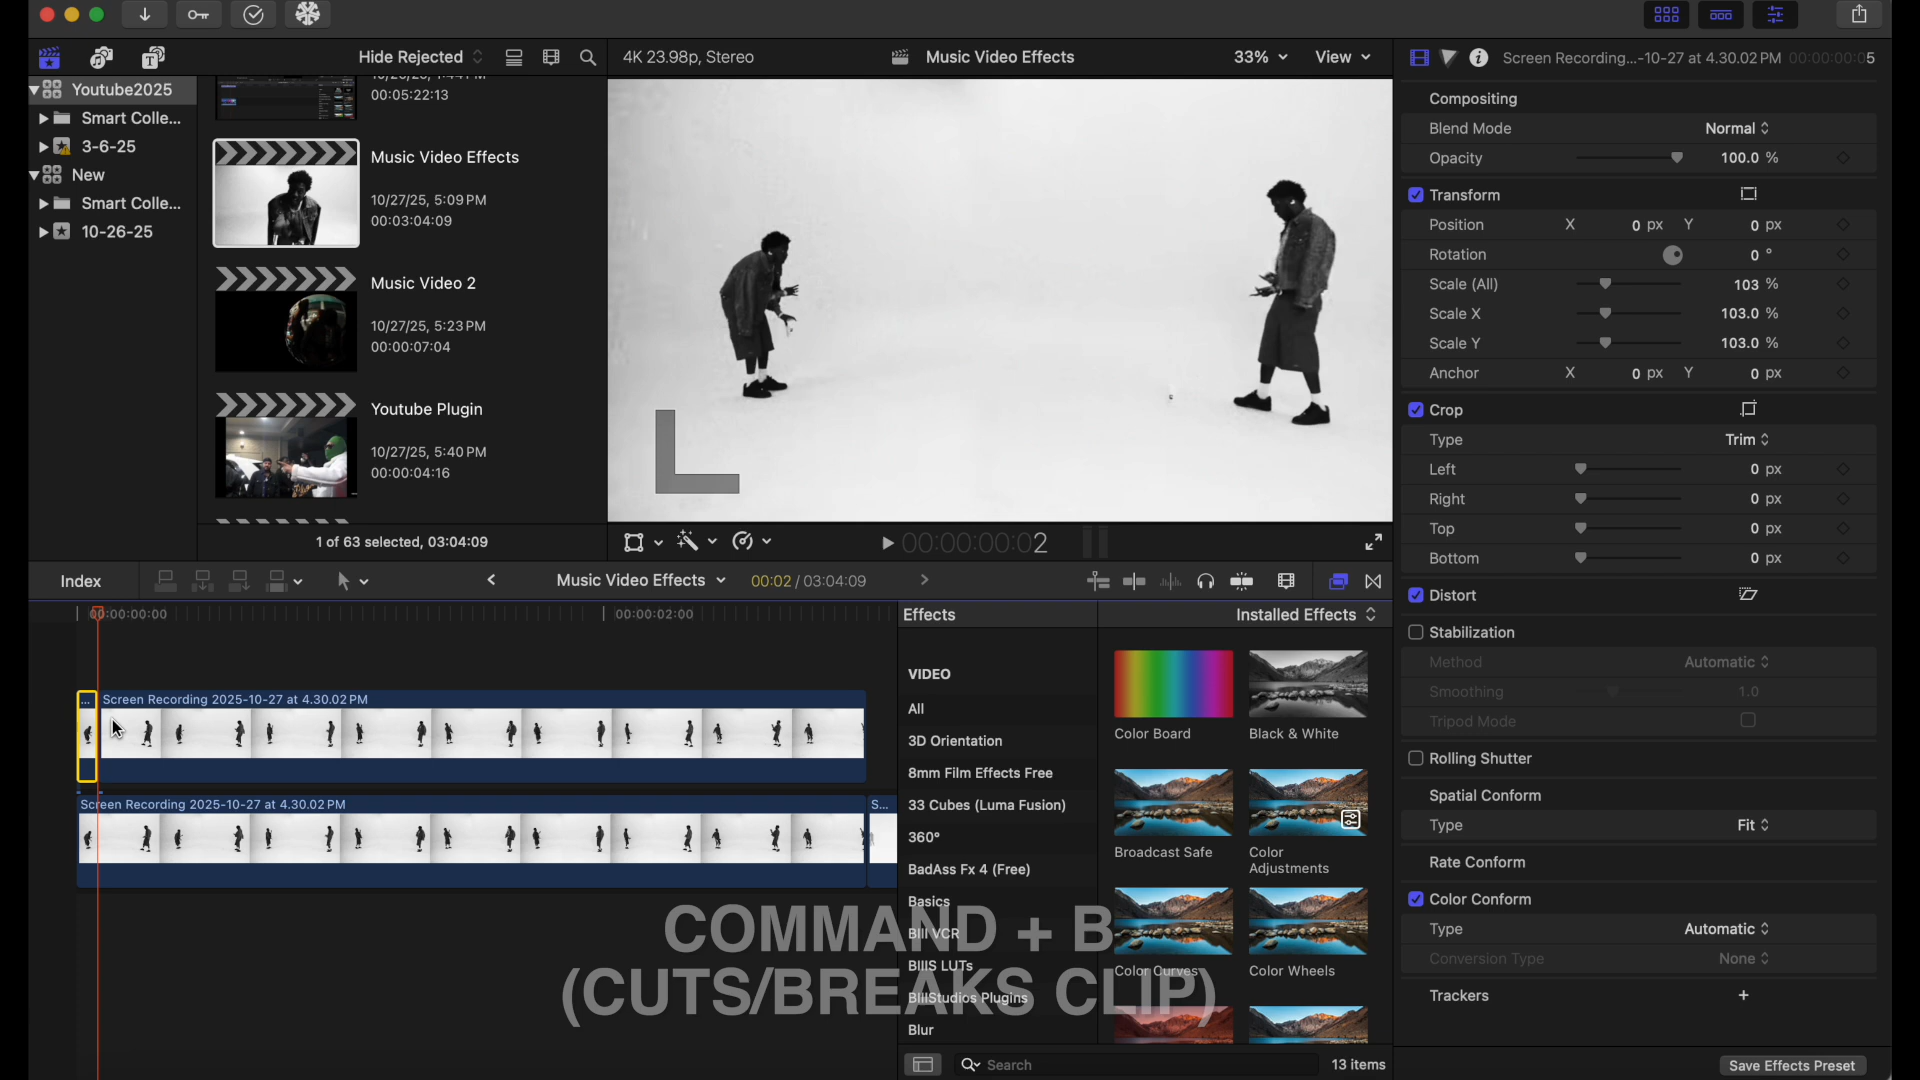 Hide Rejected
4K 23.98p, Stereo
Music Video Effects
33%
View
Screen Recording...-10-27 at 4.30.02 PM
00:00:00:05
Youtube2025
Smart Colle...
3-6-25
New
Smart Colle...
10-26-25
00:05:22:13
Music Video Effects
10/27/25, 5:09 PM
00:03:04:09
Music Video 2
10/27/25, 5:23 PM
00:00:07:04
Youtube Plugin
10/27/25, 5:40 PM
00:00:04:16
1 of 63 selected, 03:04:09
00:00:00:02
Compositing
Blend Mode Normal
Opacity 100.0 %
Transform
Position X 0 px Y 0 px
Rotation 0 °
Scale (All) 103 %
Scale X 103.0 %
Scale Y 103.0 %
Anchor X 0 px Y 0 px
Crop
Type Trim
Left 0 px
Right 0 px
Top 0 px
Bottom 0 px
Distort
Stabilization
Method Automatic
Smoothing 1.0
Tripod Mode
Rolling Shutter
Spatial Conform
Type Fit
Rate Conform
Color Conform
Type Automatic
Conversion Type None
Trackers +
Save Effects Preset
Index
Music Video Effects
00:02 / 03:04:09
00:00:00:00
00:00:02:00
... Screen Recording 2025-10-27 at 4.30.02 PM
Screen Recording 2025-10-27 at 4.30.02 PM
S...
Effects
Installed Effects
VIDEO
All
3D Orientation
8mm Film Effects Free
33 Cubes (Luma Fusion)
360°
BadAss Fx 4 (Free)
Basics
BIll VCR
BIllS LUTs
BIllStudios Plugins
Blur
Color Board
Black & White
Broadcast Safe
Color
Adjustments
Color Curves
Color Wheels
Search
13 items
COMMAND + B
(CUTS/BREAKS CLIP)